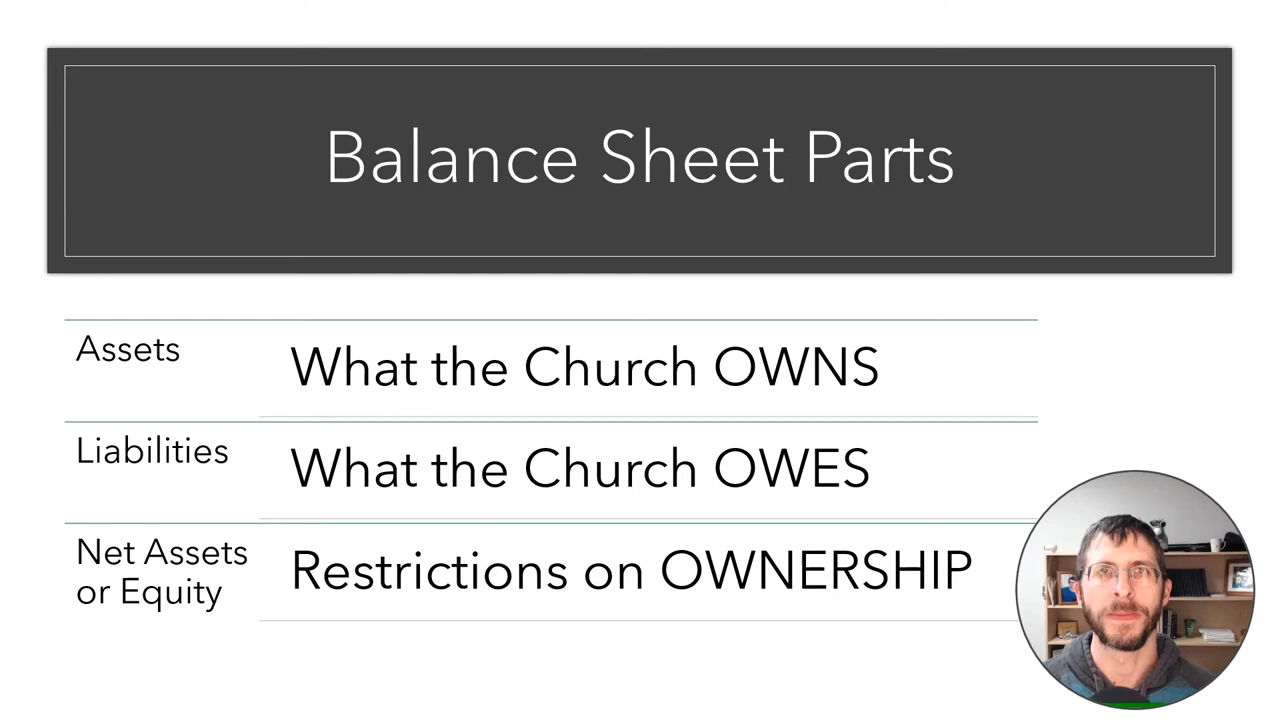 Balance Sheet Parts
Assets
What the Church OWNS
Liabilities
What the Church OWES
Net Assets
or Equity
Restrictions on OWNERSHIP